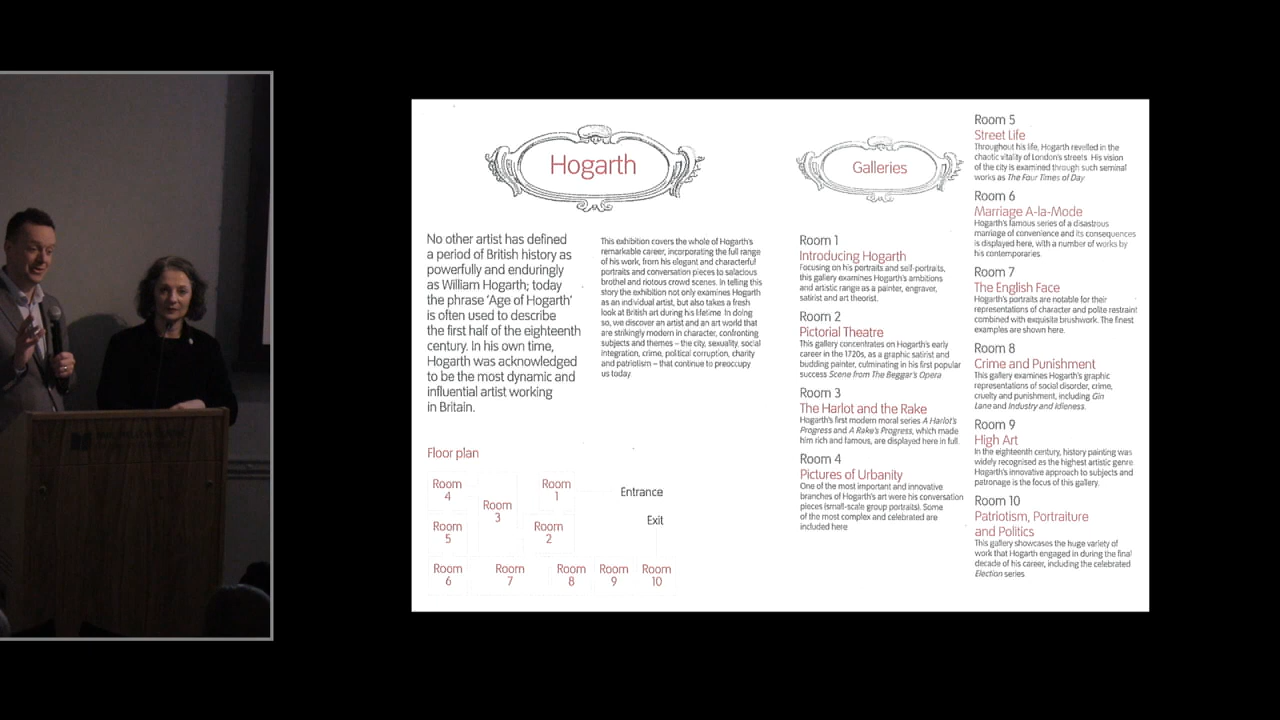 Hogarth
No other artist has defined
a period of British history as
powerfully and enduringly
as William Hogarth; today
the phrase ‘Age of Hogarth’
is often used to describe
the first half of the eighteenth
century. In his own time,
Hogarth was acknowledged
to be the most dynamic and
influential artist working
in Britain.
This exhibition covers the whole of Hogarth's
remarkable career, incorporating the full range
of his work, from his elegant and characterful
portraits and conversation pieces to salacious
brothel and riotous crowd scenes. In telling this
story the exhibition not only examines Hogarth
as an individual artist, but also takes a fresh
look at British art during his lifetime. In doing
so, we discover an artist and an art world that
are strikingly modern in character, confronting
subjects and themes – the city, sexuality, social
integration, crime, political corruption, charity
and patriotism – that continue to preoccupy
us today
Floor plan
Room
4
Room
3
Room
1
Entrance
Exit
Room
5
Room
2
Room
6
Room
7
Room
8
Room
9
Room
10
Galleries
Room 1
Introducing Hogarth
Focusing on his portraits and self-portraits,
this gallery examines Hogarth's ambitions
and artistic range as a painter, engraver,
satirist and art theorist.
Room 2
Pictorial Theatre
This gallery concentrates on Hogarth's early
career in the 1720s, as a graphic satirist and
budding painter, culminating in his first popular
success Scene from The Beggar's Opera
Room 3
The Harlot and the Rake
Hogarth's first modern moral series A Harlot's
Progress and A Rake's Progress, which made
him rich and famous, are displayed here in full.
Room 4
Pictures of Urbanity
One of the most important and innovative
branches of Hogarth's art were his conversation
pieces (small-scale group portraits). Some
of the most complex and celebrated are
included here
Room 5
Street Life
Throughout his life, Hogarth revelled in the
chaotic vitality of London's streets His vision
of the city is examined through such seminal
works as The Four Times of Day
Room 6
Marriage A-la-Mode
Hogarth's famous series of a disastrous
marriage of convenience and its consequences
is displayed here, with a number of works by
his contemporaries.
Room 7
The English Face
Hogarth's portraits are notable for their
representations of character and polite restraint
combined with exquisite brushwork. The finest
examples are shown here.
Room 8
Crime and Punishment
This gallery examines Hogarth's graphic
representations of social disorder, crime,
cruelty and punishment, including Gin
Lane and Industry and Idleness.
Room 9
High Art
In the eighteenth century, history painting was
widely recognised as the highest artistic genre
Hogarth's innovative approach to subjects and
patronage is the focus of this gallery.
Room 10
Patriotism, Portraiture
and Politics
This gallery showcases the huge variety of
work that Hogarth engaged in during the final
decade of his career, including the celebrated
Election series.